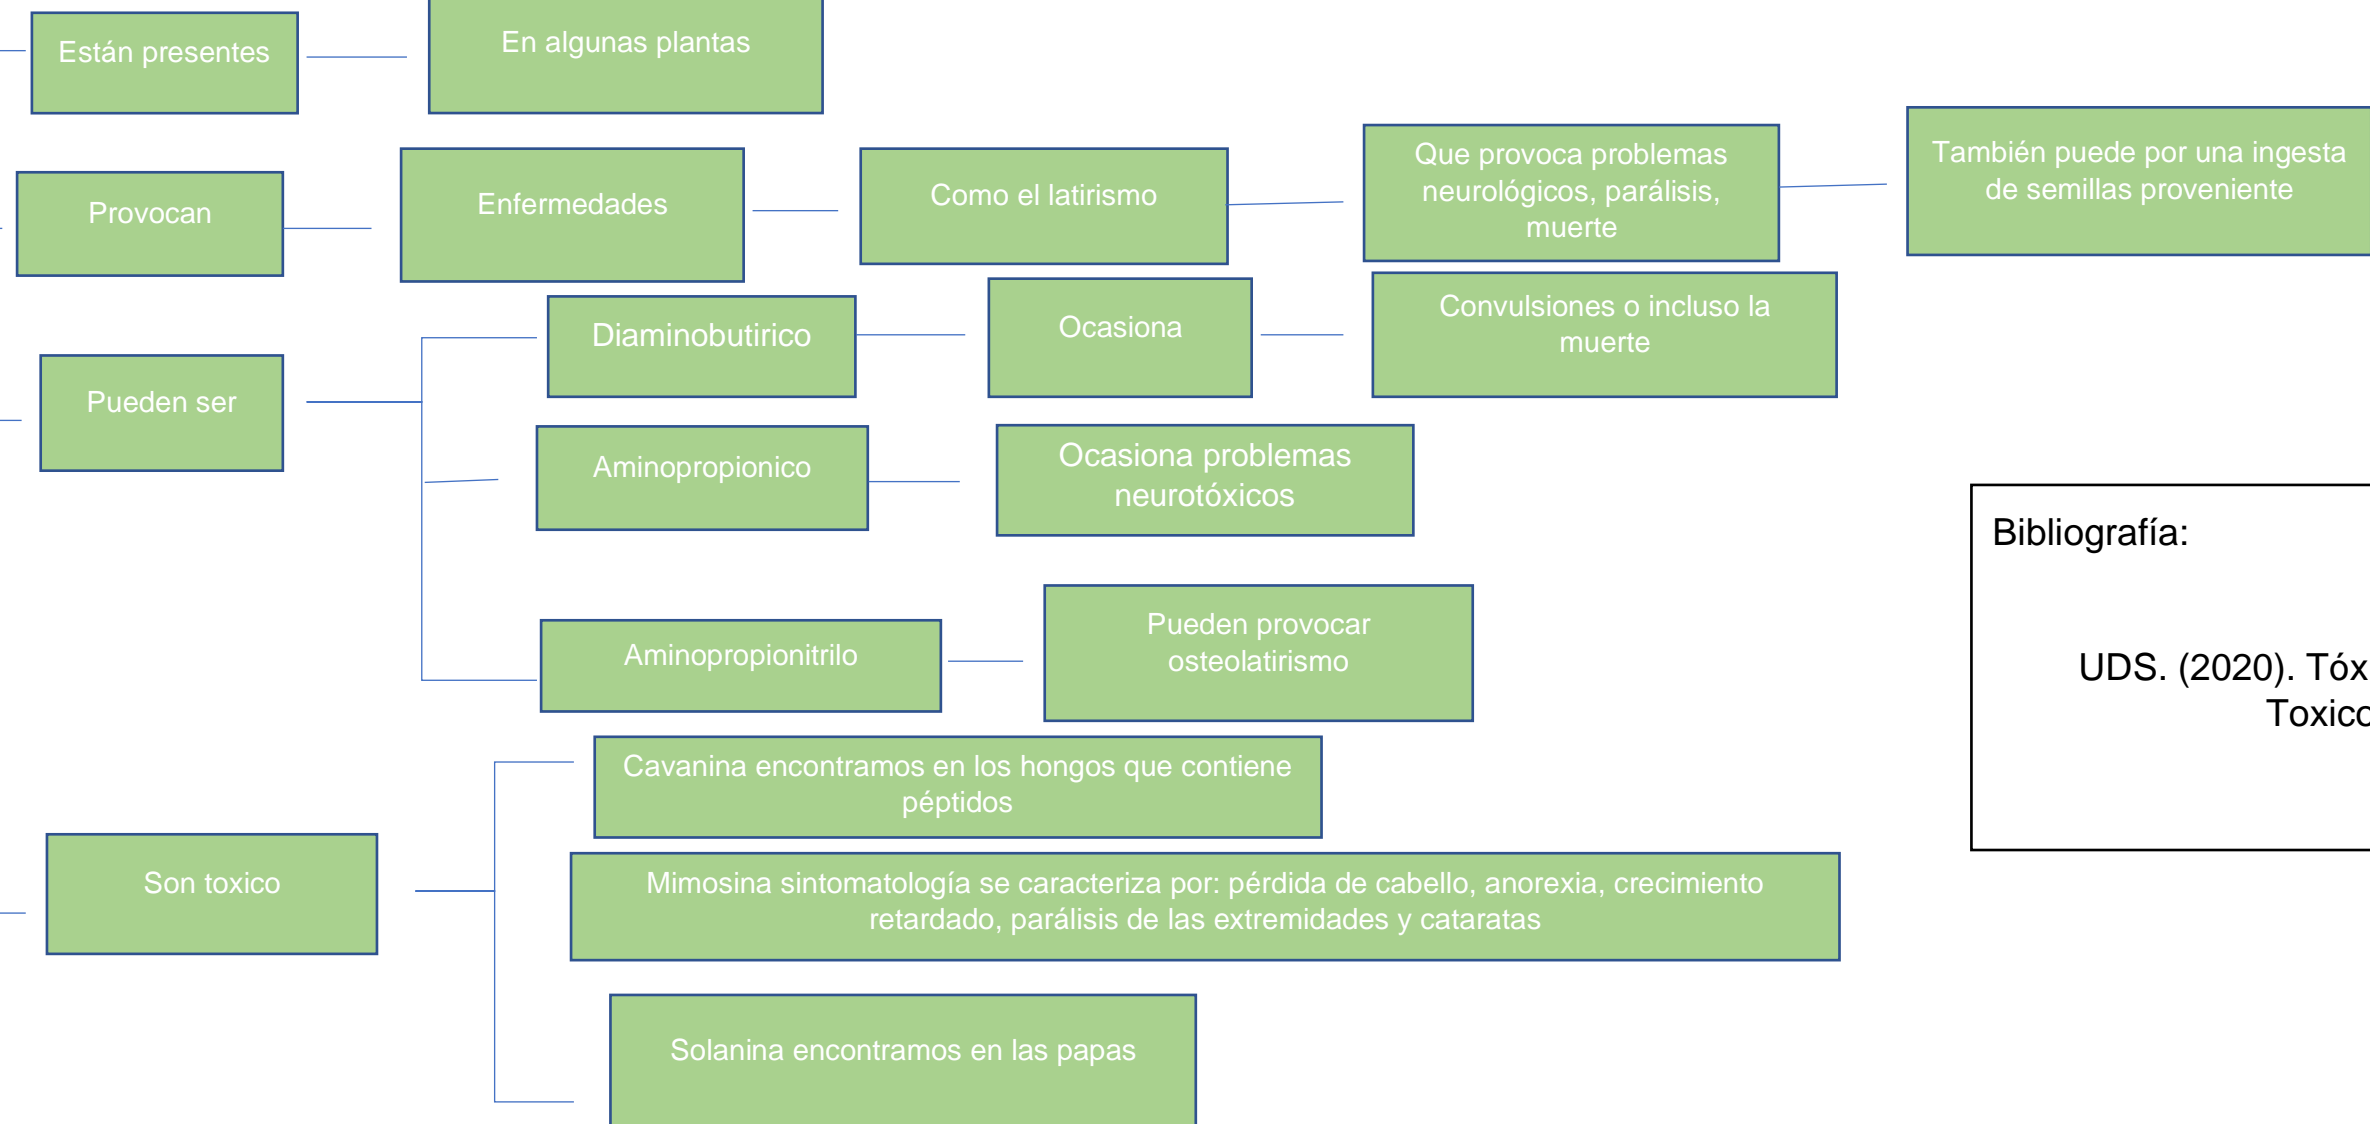 Están presentes
En algunas plantas
Provocan
Enfermedades
Como el latirismo
Que provoca problemas
neurológicos, parálisis,
muerte
También puede por una ingesta
de semillas proveniente
Pueden ser
Diaminobutirico
Ocasiona
Convulsiones o incluso la
muerte
Aminopropionico
Ocasiona problemas
neurotóxicos
Aminopropionitrilo
Pueden provocar
osteolatirismo
Son toxico
Cavanina encontramos en los hongos que contiene
péptidos
Mimosina sintomatología se caracteriza por: pérdida de cabello, anorexia, crecimiento
retardado, parálisis de las extremidades y cataratas
Solanina encontramos en las papas
Bibliografía:
UDS. (2020). Tóx
Toxico